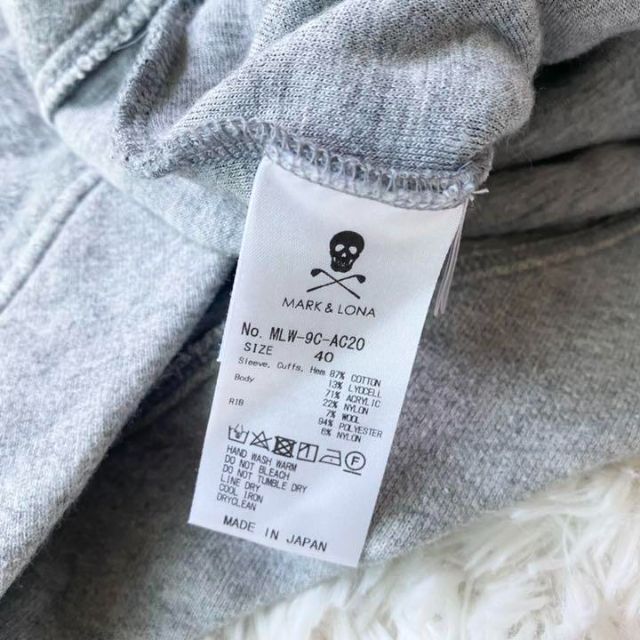 MARK & LONA
No. MLW-9C-AC20
SIZE 40
Sleeve, Cuffs, Hem 87% COTTON
13% LYOCELL
Body 71% ACRYLIC
22% NYLON
7% WOOL
RIB 94% POLYESTER
6% NYLON
F
HAND WASH WARM
DO NOT BLEACH
DO NOT TUMBLE DRY
LINE DRY
COOL IRON
DRYCLEAN
MADE IN JAPAN